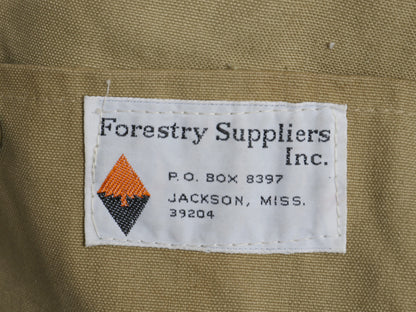 Forestry Suppliers
Inc.
P.O. BOX 8397
JACKSON, MISS.
39204